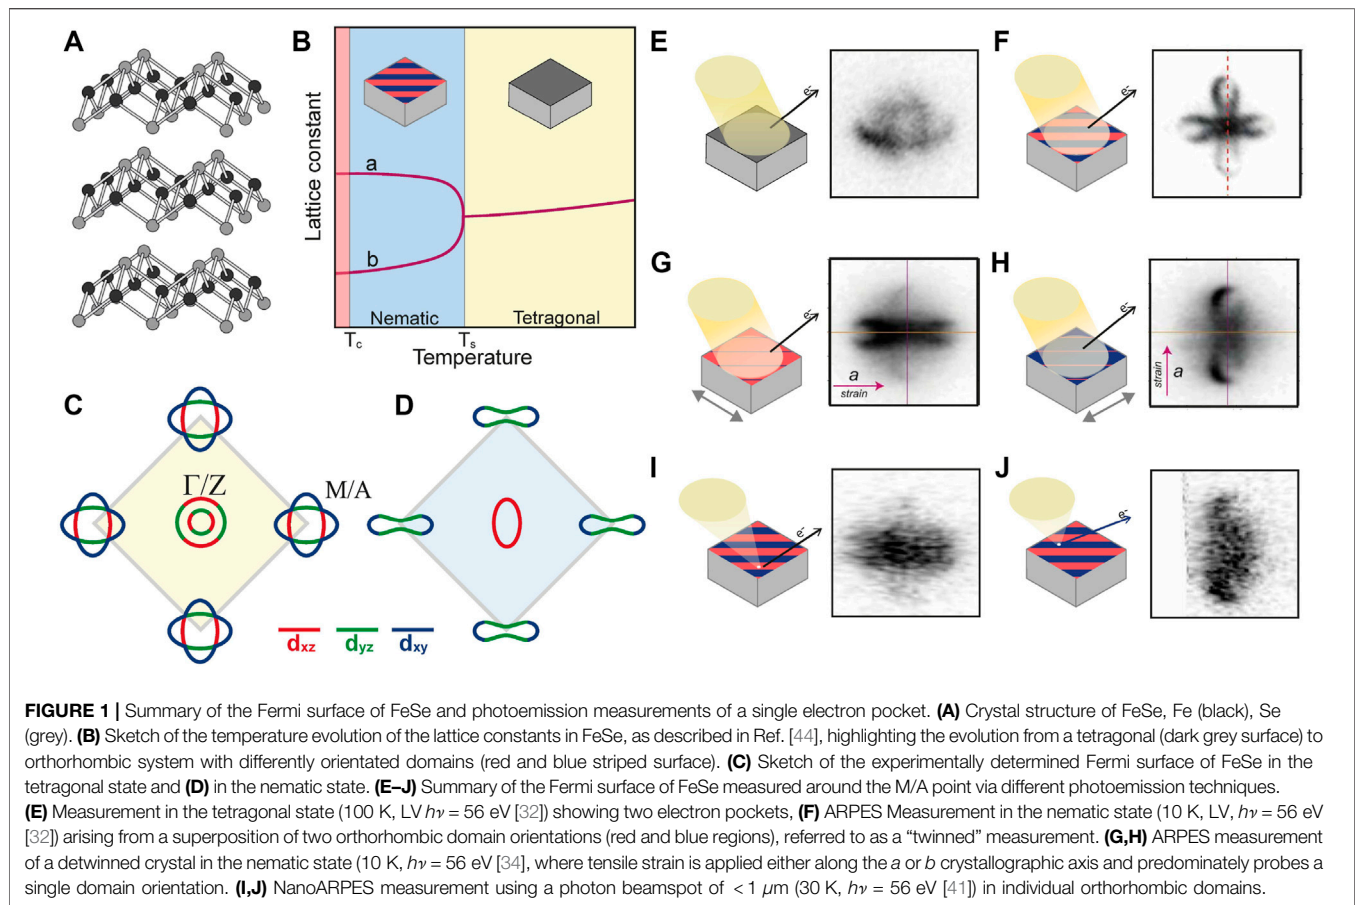 A
B
Lattice constant
a
b
Nematic
Tetragonal
Tc
Ts
Temperature
E
e-
F
e-
G
e-
a
strain
H
e-
strain
a
C
Γ/Z
M/A
D
dxz
dyz
dxy
I
e-
J
e-
FIGURE 1 | Summary of the Fermi surface of FeSe and photoemission measurements of a single electron pocket. (A) Crystal structure of FeSe, Fe (black), Se
(grey). (B) Sketch of the temperature evolution of the lattice constants in FeSe, as described in Ref. [44], highlighting the evolution from a tetragonal (dark grey surface) to
orthorhombic system with differently orientated domains (red and blue striped surface). (C) Sketch of the experimentally determined Fermi surface of FeSe in the
tetragonal state and (D) in the nematic state. (E–J) Summary of the Fermi surface of FeSe measured around the M/A point via different photoemission techniques.
(E) Measurement in the tetragonal state (100 K, LV hν = 56 eV [32]) showing two electron pockets, (F) ARPES Measurement in the nematic state (10 K, LV, hν = 56 eV
[32]) arising from a superposition of two orthorhombic domain orientations (red and blue regions), referred to as a “twinned” measurement. (G,H) ARPES measurement
of a detwinned crystal in the nematic state (10 K, hν = 56 eV [34], where tensile strain is applied either along the a or b crystallographic axis and predominately probes a
single domain orientation. (I,J) NanoARPES measurement using a photon beamspot of < 1 μm (30 K, hν = 56 eV [41]) in individual orthorhombic domains.